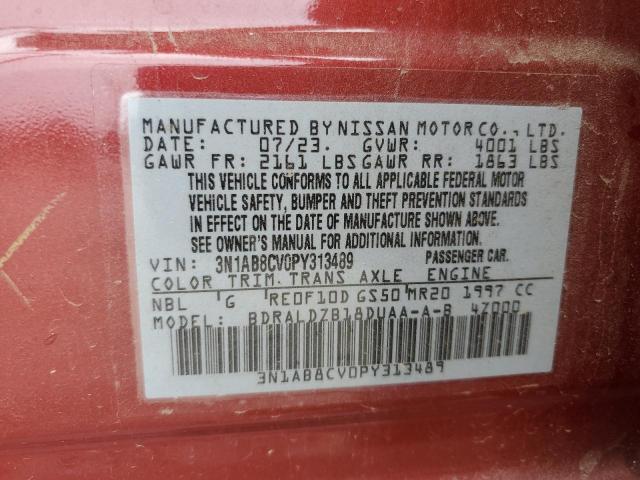 MANUFACTURED BY NISSAN MOTOR CO., LTD.
DATE: 07/23. GVWR: 4001 LBS
GAWR FR: 2161 LBS GAWR RR: 1863 LBS
THIS VEHICLE CONFORMS TO ALL APPLICABLE FEDERAL MOTOR
VEHICLE SAFETY, BUMPER AND THEFT PREVENTION STANDARDS
IN EFFECT ON THE DATE OF MANUFACTURE SHOWN ABOVE.
SEE OWNER'S MANUAL FOR ADDITIONAL INFORMATION.
VIN: 3N1AB8CV0PY313489 PASSENGER CAR.
COLOR TRIM. TRANS AXLE ENGINE
NBL G RE0F10D GS50 MR20 1997 CC
MODEL: BDRALDZB18DUAA-A-B 4Z000
3N1AB8CV0PY313489